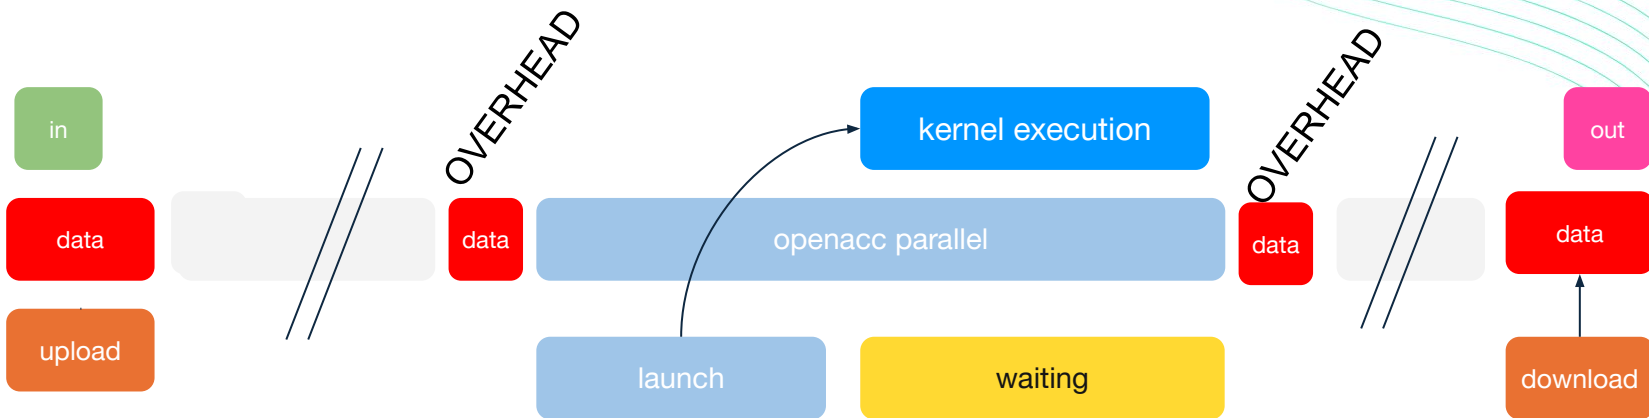 OVERHEAD
OVERHEAD
in
kernel execution
out
data
data
openacc parallel
data
data
upload
launch
waiting
download